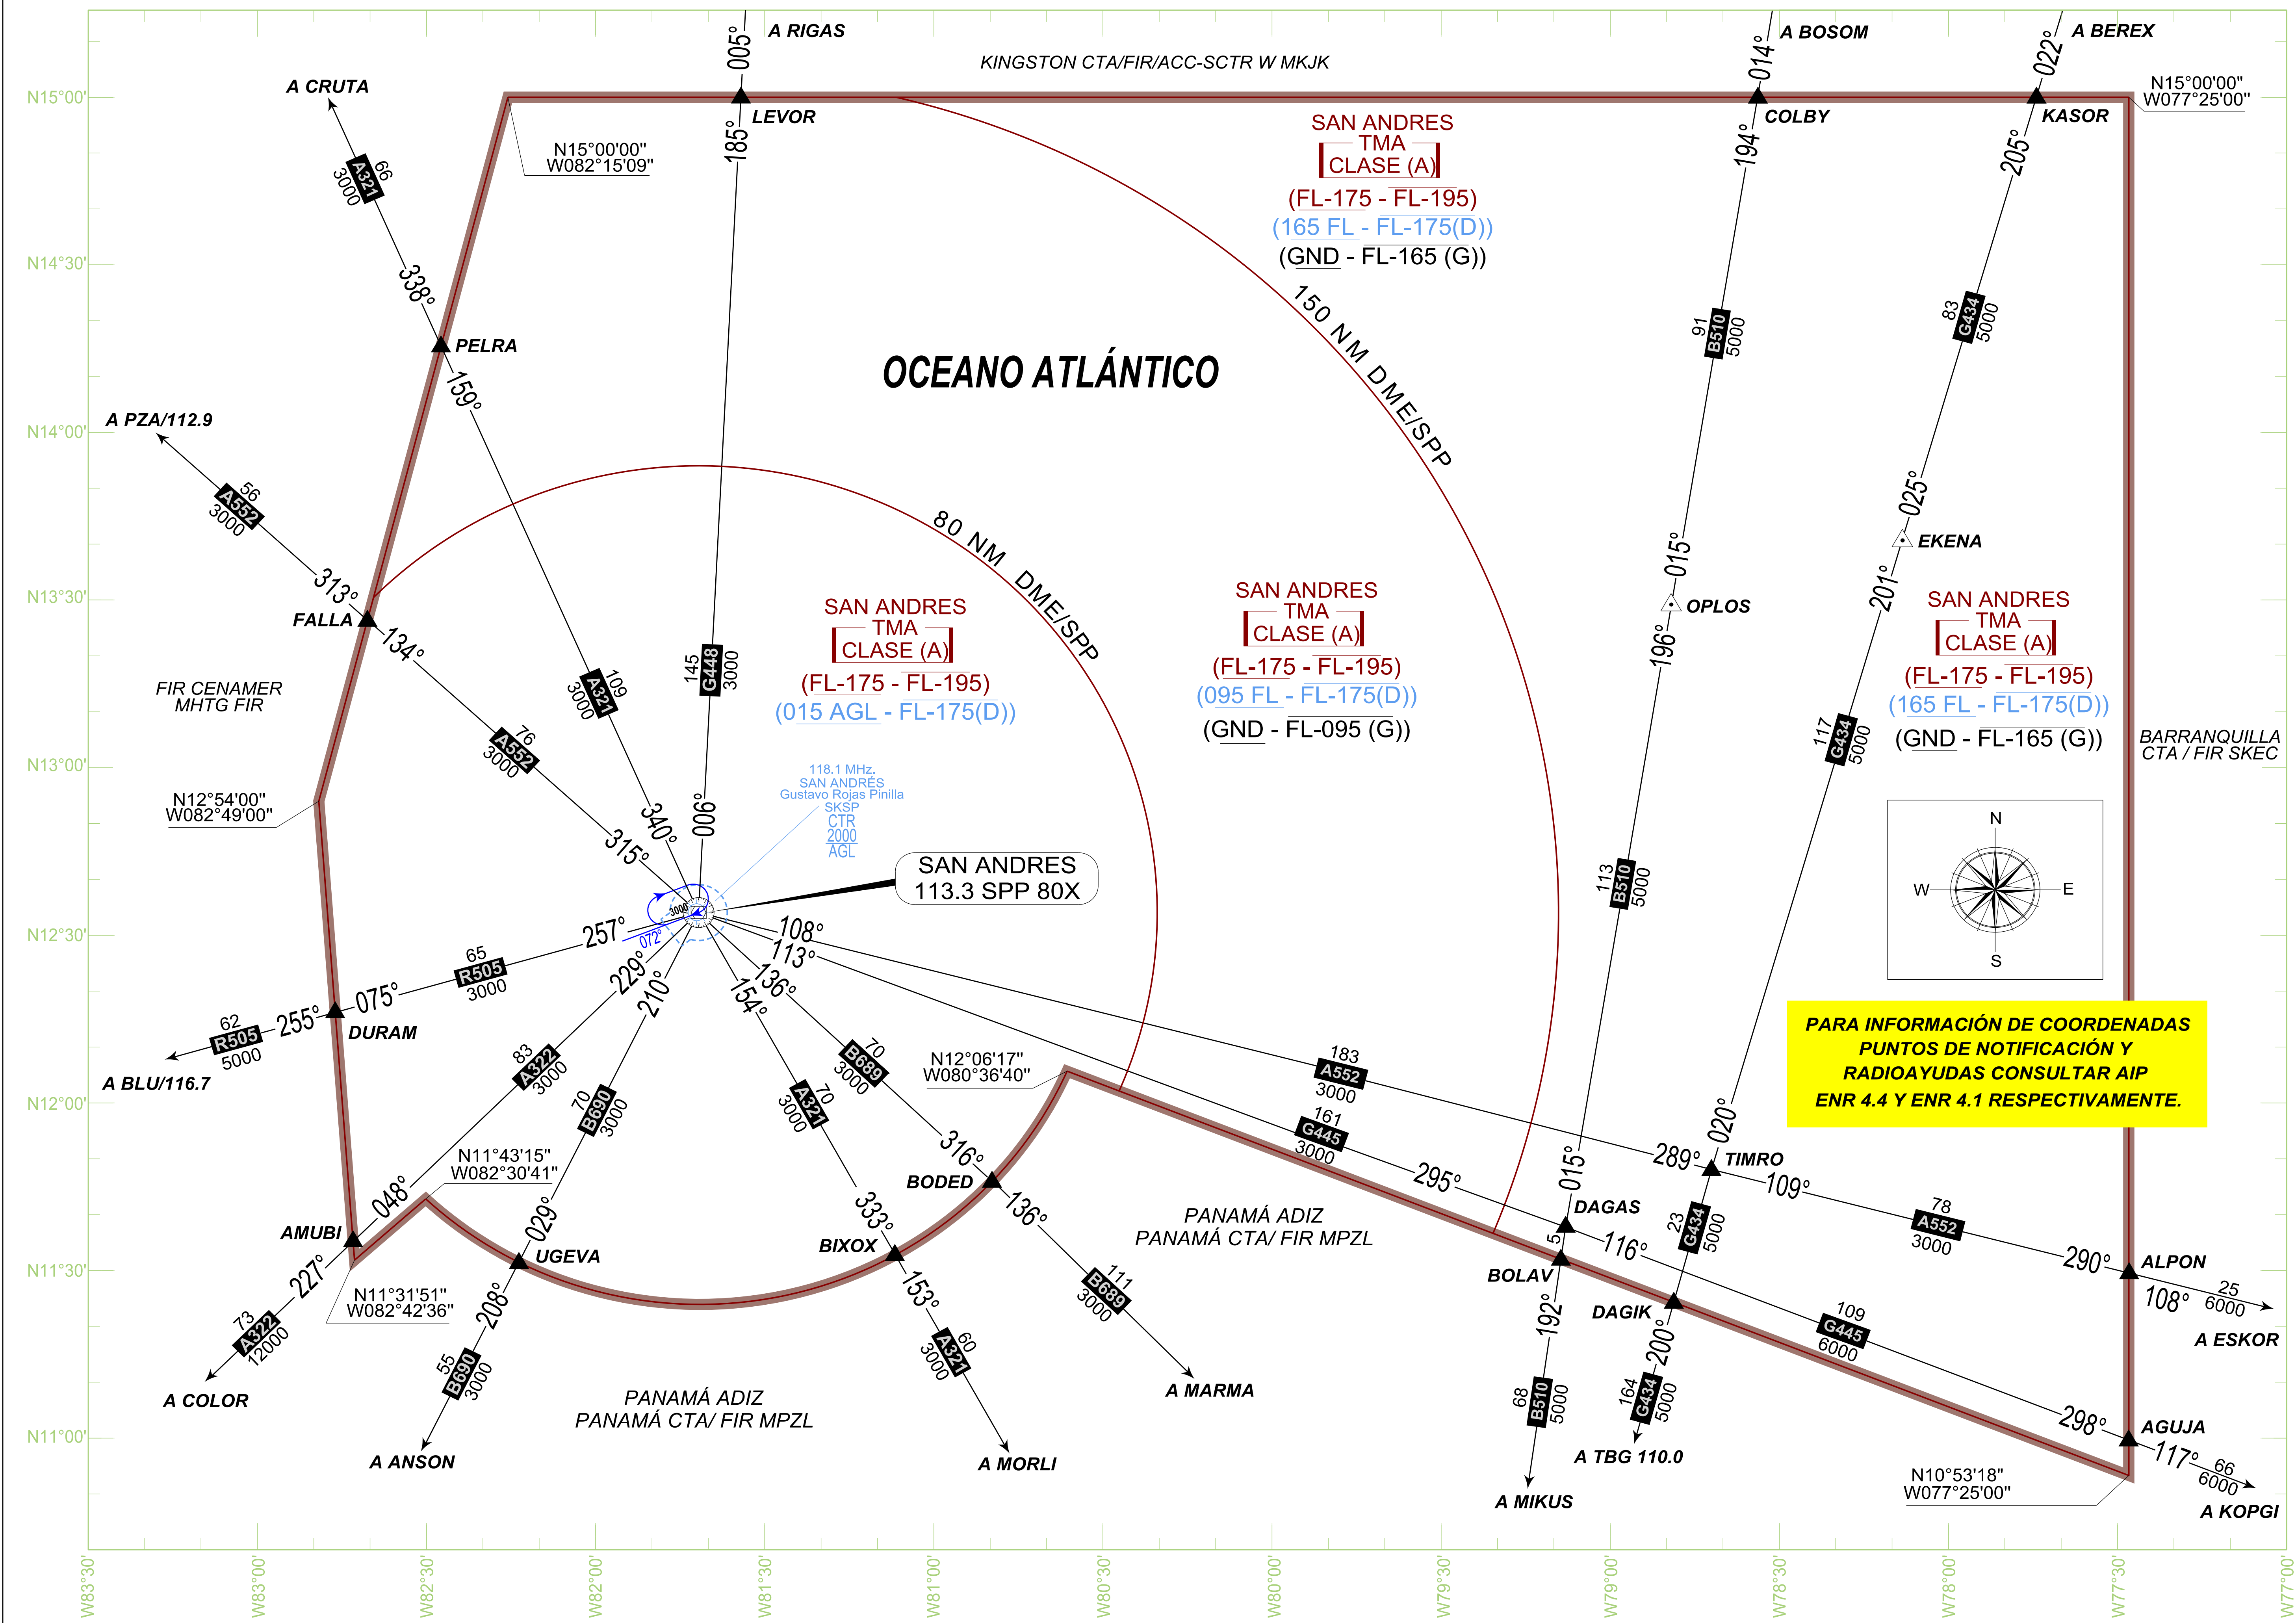 A RIGAS
005°
KINGSTON CTA/FIR/ACC-SCTR W MKJK
A BOSOM
014°
A BEREX
022°
A CRUTA
N15°00'
LEVOR
COLBY
KASOR
N15°00'00"
W077°25'00"
N15°00'00"
W082°15'09"
185°
194°
205°
66
A321
3000
SAN ANDRES
TMA
CLASE (A)
(FL-175 - FL-195)
(165 FL - FL-175(D))
(GND - FL-165 (G))
N14°30'
338°
150 NM DME/SPP
91
B510
5000
83
G434
5000
PELRA
159°
OCEANO ATLÁNTICO
A PZA/112.9
N14°00'
56
A552
3000
80 NM DME/SPP
025°
EKENA
015°
OPLOS
201°
196°
313°
N13°30'
FALLA
134°
SAN ANDRES
TMA
CLASE (A)
(FL-175 - FL-195)
(015 AGL - FL-175(D))
SAN ANDRES
TMA
CLASE (A)
(FL-175 - FL-195)
(095 FL - FL-175(D))
(GND - FL-095 (G))
SAN ANDRES
TMA
CLASE (A)
(FL-175 - FL-195)
(165 FL - FL-175(D))
(GND - FL-165 (G))
FIR CENAMER
MHTG FIR
109
A321
3000
145
G448
3000
76
A552
3000
117
G434
5000
BARRANQUILLA
CTA / FIR SKEC
N13°00'
N12°54'00"
W082°49'00"
118.1 MHz.
SAN ANDRÉS
Gustavo Rojas Pinilla
SKSP
CTR
2000
AGL
006°
340°
315°
SAN ANDRES
113.3 SPP 80X
113
B510
5000
N
W
E
S
3000
072°
N12°30'
257°
229°
210°
154°
136°
113°
108°
65
R505
3000
075°
62
R505
5000
255°
DURAM
A BLU/116.7
N12°00'
83
A322
3000
70
B690
3000
70
A321
3000
70
B689
3000
N12°06'17"
W080°36'40"
183
A552
3000
161
G445
3000
PARA INFORMACIÓN DE COORDENADAS
PUNTOS DE NOTIFICACIÓN Y
RADIOAYUDAS CONSULTAR AIP
ENR 4.4 Y ENR 4.1 RESPECTIVAMENTE.
020°
289°
TIMRO
109°
295°
015°
DAGAS
316°
BODED
136°
N11°43'15"
W082°30'41"
048°
AMUBI
227°
029°
UGEVA
208°
333°
BIXOX
153°
PANAMÁ ADIZ
PANAMÁ CTA/ FIR MPZL
5
116°
BOLAV
192°
23
G434
5000
DAGIK
200°
78
A552
3000
290°
ALPON
108°
25
6000
A ESKOR
N11°30'
N11°31'51"
W082°42'36"
73
A322
12000
A COLOR
55
B690
3000
A ANSON
PANAMÁ ADIZ
PANAMÁ CTA/ FIR MPZL
60
A321
3000
A MORLI
111
B689
3000
A MARMA
68
B510
5000
A MIKUS
164
G434
5000
A TBG 110.0
109
G445
6000
298°
AGUJA
117°
66
6000
A KOPGI
N11°00'
N10°53'18"
W077°25'00"
W83°30'
W83°00'
W82°30'
W82°00'
W81°30'
W81°00'
W80°30'
W80°00'
W79°30'
W79°00'
W78°30'
W78°00'
W77°30'
W77°00'